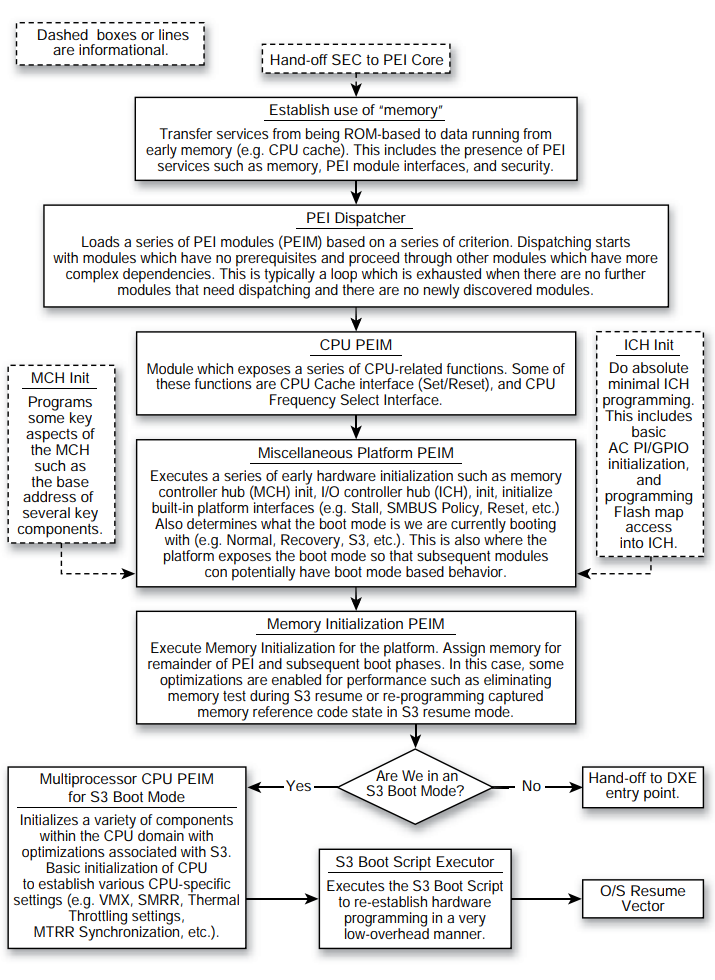 Dashed boxes or lines
are informational.
Hand-off SEC to PEI Core
Establish use of “memory”
Transfer services from being ROM-based to data running from
early memory (e.g. CPU cache). This includes the presence of PEI
services such as memory, PEI module interfaces, and security.
PEI Dispatcher
Loads a series of PEI modules (PEIM) based on a series of criterion. Dispatching starts
with modules which have no prerequisites and proceed through other modules which have more
complex dependencies. This is typically a loop which is exhausted when there are no further
modules that need dispatching and there are no newly discovered modules.
CPU PEIM
Module which exposes a series of CPU-related functions. Some of
these functions are CPU Cache interface (Set/Reset), and CPU
Frequency Select Interface.
MCH Init
Programs
some key
aspects of
the MCH
such as
the base
address of
several key
components.
ICH Init
Do absolute
minimal ICH
programming.
This includes
basic
AC PI/GPIO
initialization,
and
programming
Flash map
access
into ICH.
Miscellaneous Platform PEIM
Executes a series of early hardware initialization such as memory
controller hub (MCH) init, I/O controller hub (ICH), init, initialize
built-in platform interfaces (e.g. Stall, SMBUS Policy, Reset, etc.)
Also determines what the boot mode is we are currently booting
with (e.g. Normal, Recovery, S3, etc.). This is also where the
platform exposes the boot mode so that subsequent modules
con potentially have boot mode based behavior.
Memory Initialization PEIM
Execute Memory Initialization for the platform. Assign memory for
remainder of PEI and subsequent boot phases. In this case, some
optimizations are enabled for performance such as eliminating
memory test during S3 resume or re-programming captured
memory reference code state in S3 resume mode.
Are We in an
S3 Boot Mode?
Yes
No
Hand-off to DXE
entry point.
Multiprocessor CPU PEIM
for S3 Boot Mode
Initializes a variety of components
within the CPU domain with
optimizations associated with S3.
Basic initialization of CPU
to establish various CPU-specific
settings (e.g. VMX, SMRR, Thermal
Throttling settings,
MTRR Synchronization, etc.).
S3 Boot Script Executor
Executes the S3 Boot Script
to re-establish hardware
programming in a very
low-overhead manner.
O/S Resume
Vector